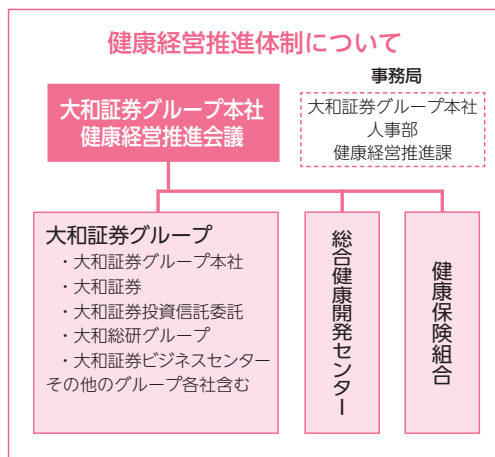 健康経営推進体制について
事務局
大和証券グループ本社
健康経営推進会議
大和証券グループ本社
人事部
健康経営推進課
大和証券グループ
・大和証券グループ本社
・大和証券
・大和証券投資信託委託
・大和総研グループ
・大和証券ビジネスセンター
その他のグループ各社含む
総合健康開発センター
健康保険組合